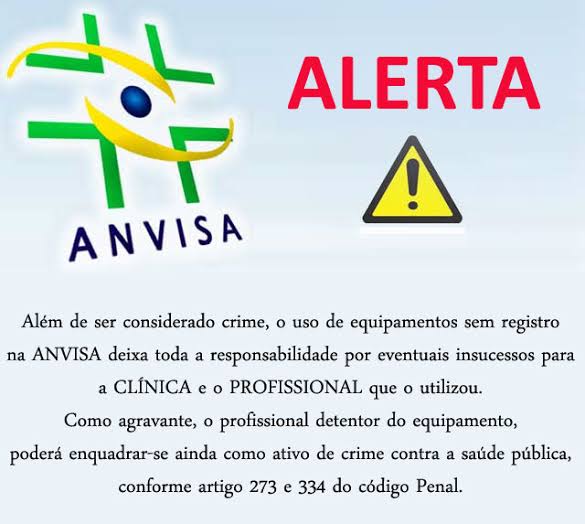 ALERTA
ANVISA
Além de ser considerado crime, o uso de equipamentos sem registro
na ANVISA deixa toda a responsabilidade por eventuais insucessos para
a CLÍNICA e o PROFISSIONAL que o utilizou.
Como agravante, o profissional detentor do equipamento,
poderá enquadrar-se ainda como ativo de crime contra a saúde pública,
conforme artigo 273 e 334 do código Penal.